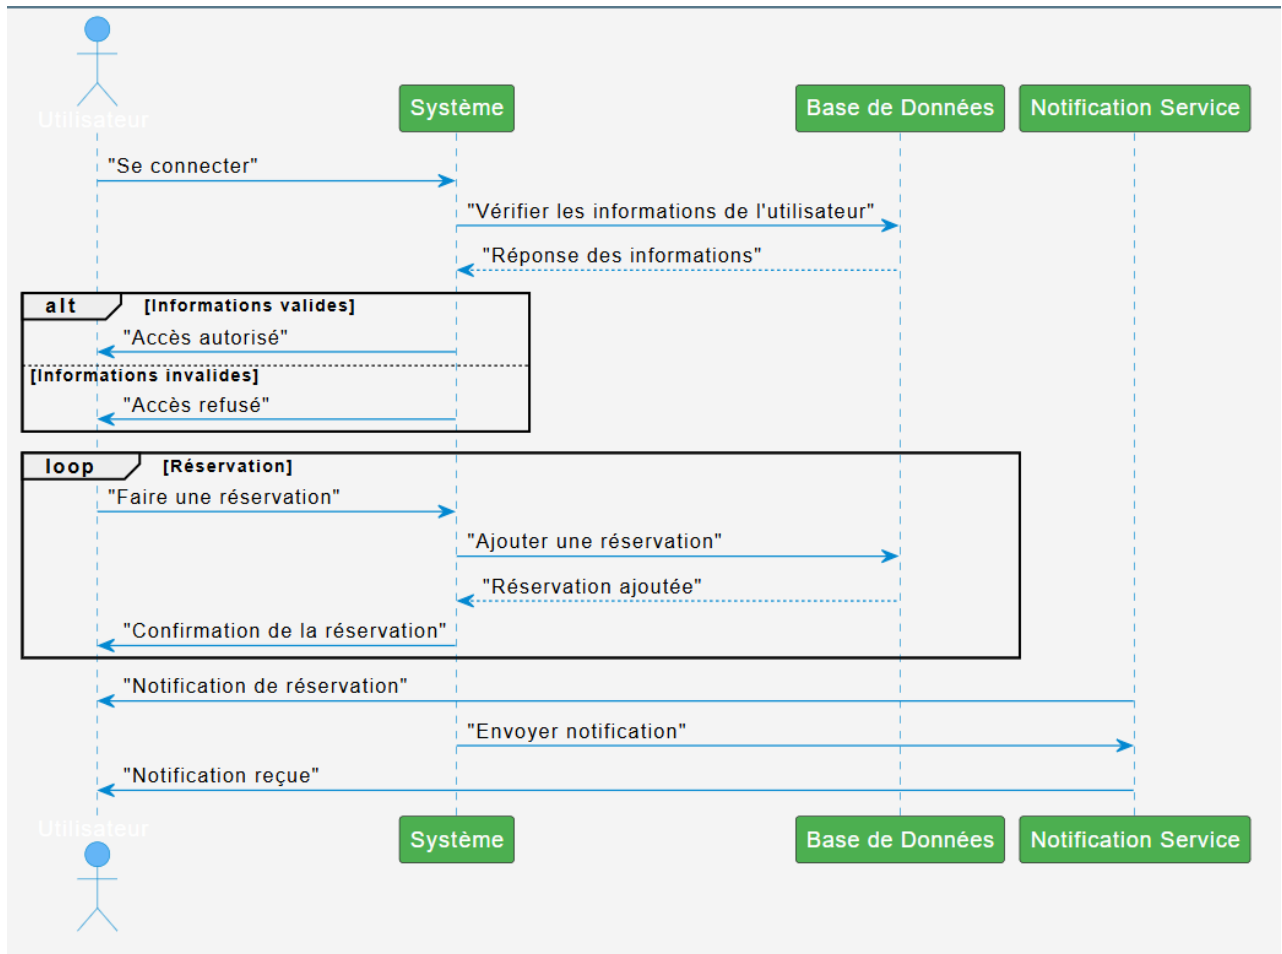 Utilisateur
Système
Base de Données
Notification Service
"Se connecter"
"Vérifier les informations de l'utilisateur"
"Réponse des informations"
alt [Informations valides]
"Accès autorisé"
[Informations invalides]
"Accès refusé"
loop [Réservation]
"Faire une réservation"
"Ajouter une réservation"
"Réservation ajoutée"
"Confirmation de la réservation"
"Notification de réservation"
"Envoyer notification"
"Notification reçue"
Utilisateur
Système
Base de Données
Notification Service